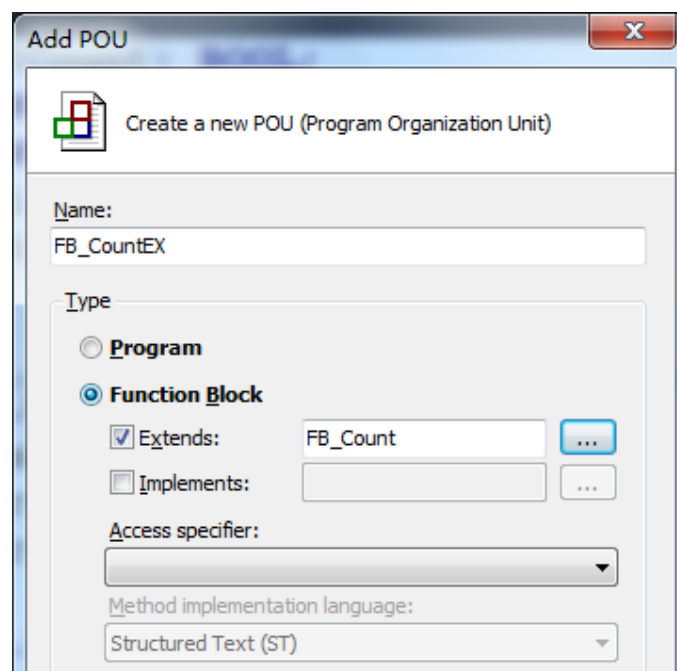 Add POU
Create a new POU (Program Organization Unit)
Name:
FB_CountEX
Type
Program
Function Block
Extends: FB_Count ...
Implements: ...
Access specifier:
Method implementation language:
Structured Text (ST)